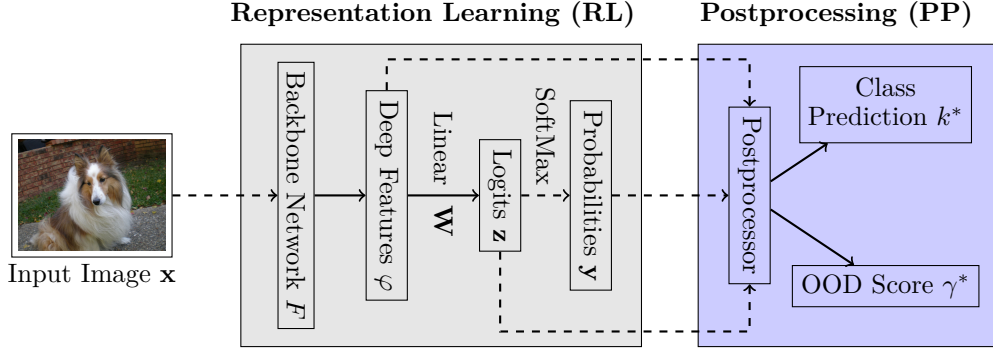 Representation Learning (RL)
Postprocessing (PP)
Input Image x
Backbone Network F
Deep Features φ
Linear
W
Logits z
SoftMax
Probabilities y
Postprocessor
Class
Prediction k*
OOD Score γ*